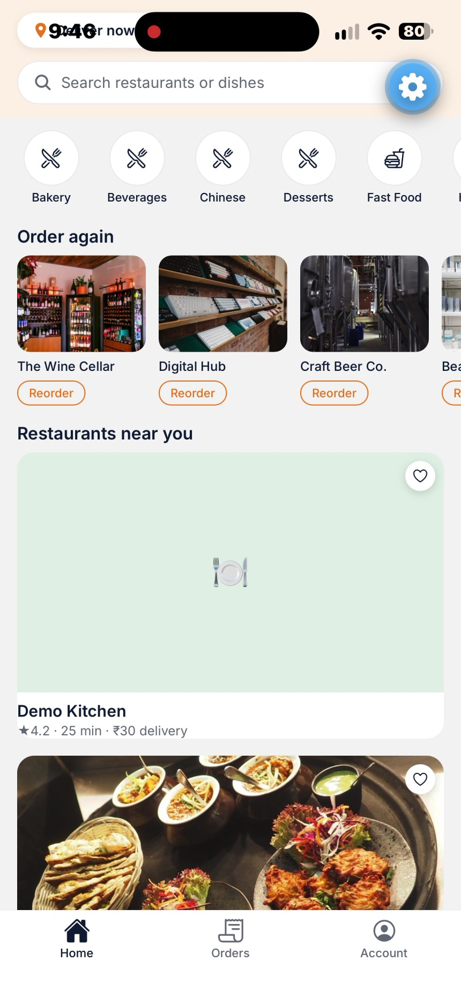 9:46
Deliver now
80
Search restaurants or dishes
Bakery
Beverages
Chinese
Desserts
Fast Food
Order again
The Wine Cellar
Digital Hub
Craft Beer Co.
Bea
Reorder
Reorder
Reorder
R
Restaurants near you
Demo Kitchen
★4.2 · 25 min · ₹30 delivery
Home
Orders
Account